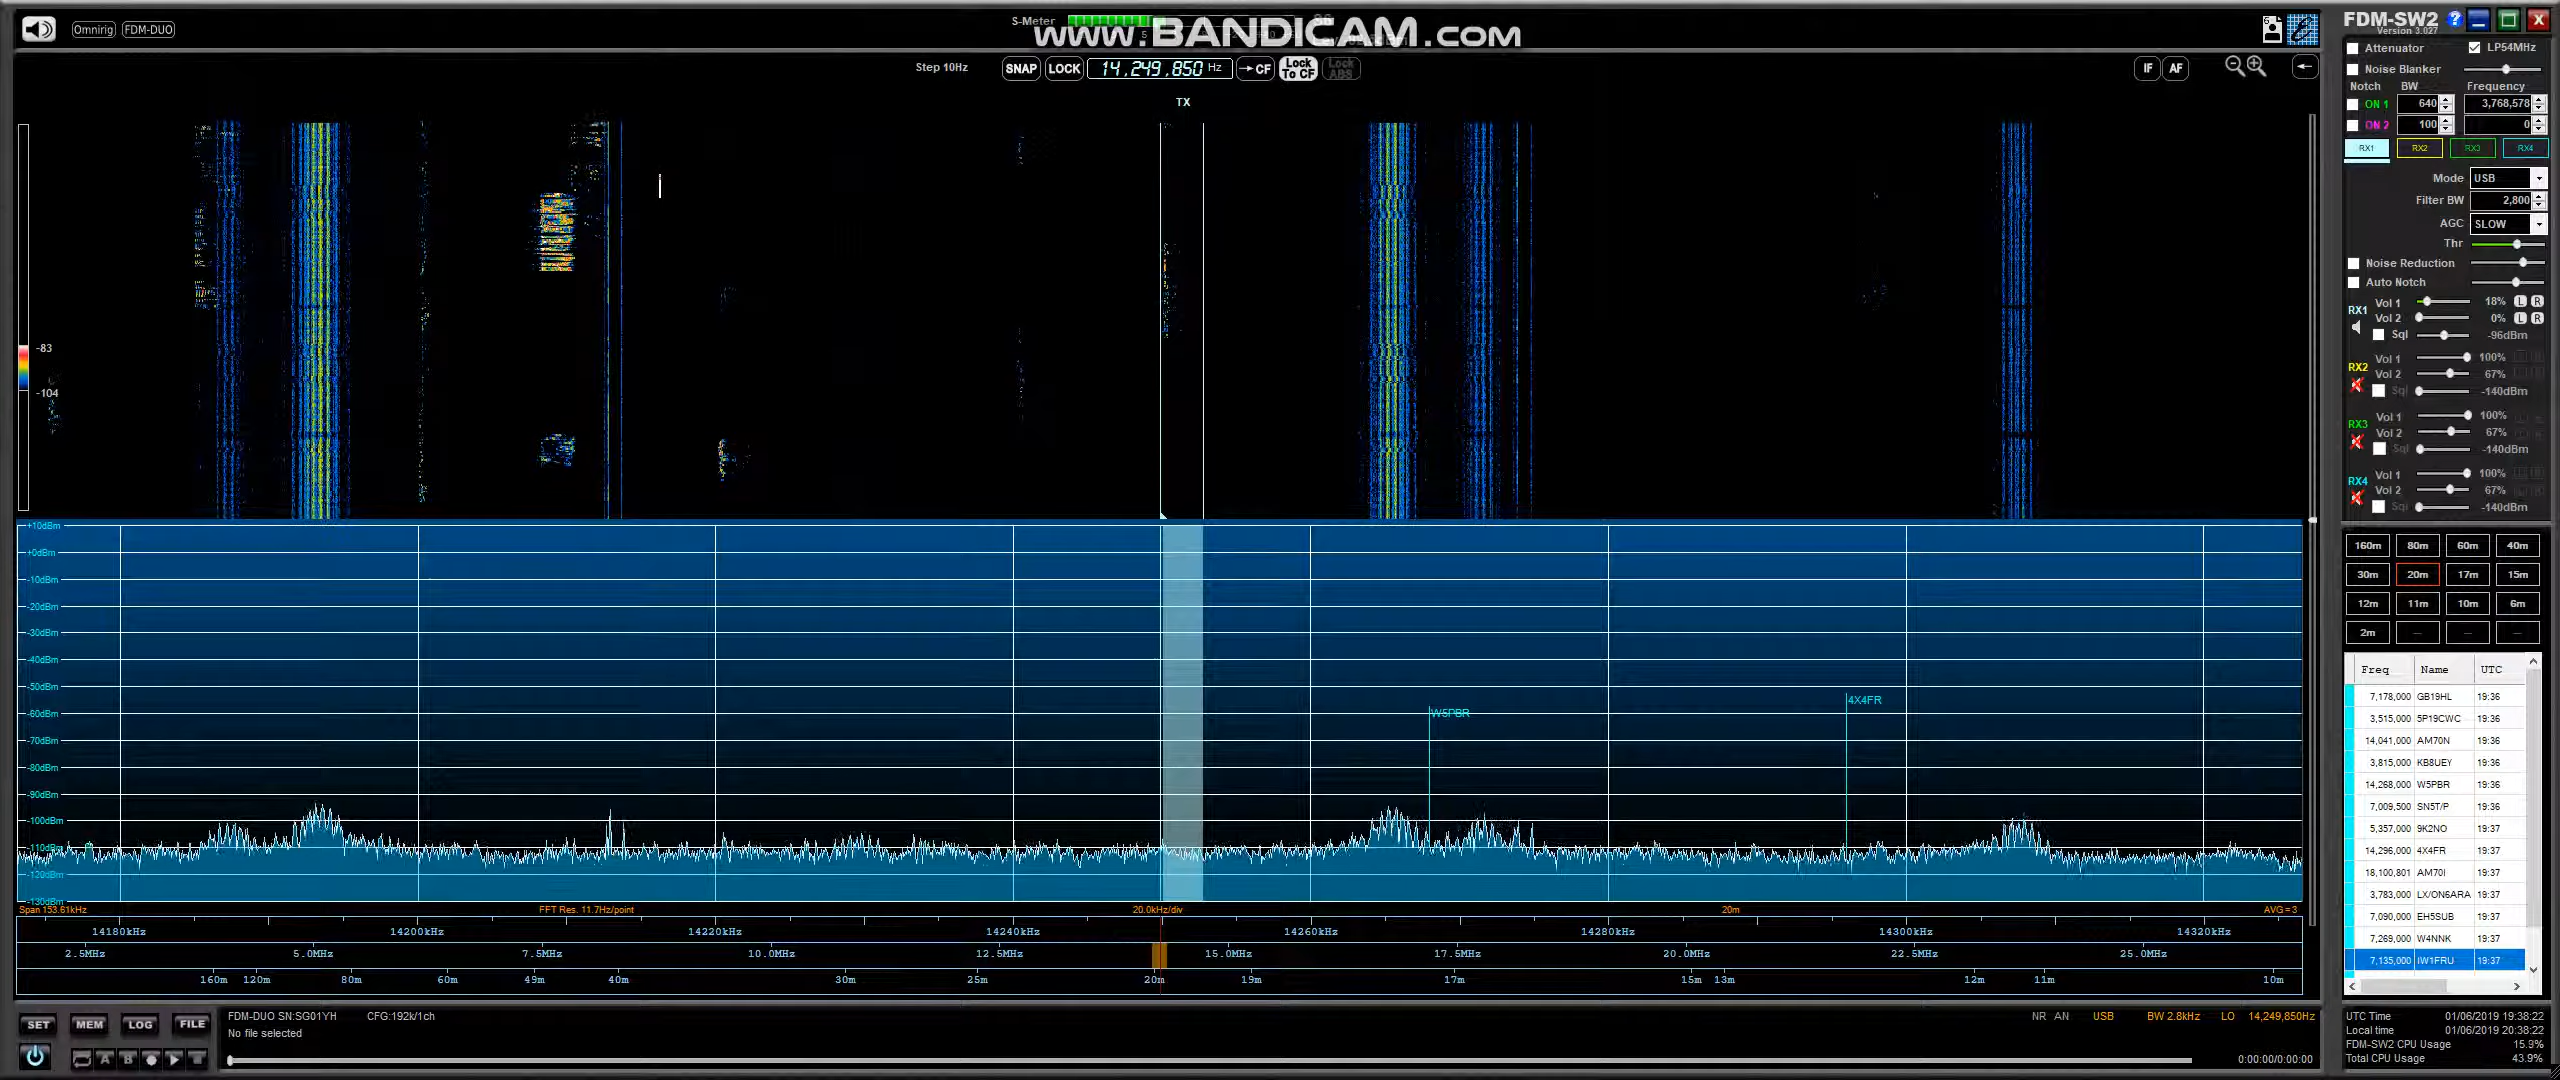 Omnirig FDM-DUO
S-Meter
www.BANDICAM.com
FDM-SW2
Version 3.027
Step 10Hz SNAP LOCK 14,249,850 Hz →CF Lock To CF Lock ABS IF AF
TX
-83
-104
Attenuator LP54MHz
Noise Blanker
Notch BW Frequency
ON 1 640 3,768,578
ON 2 100 0
RX1 RX2 RX3 RX4
Mode USB
Filter BW 2,800
AGC SLOW
Thr
Noise Reduction
Auto Notch
RX1 Vol 1 18% L R
Vol 2 0% L R
Sql -96dBm
RX2 Vol 1 100%
Vol 2 67%
Sql -140dBm
RX3 Vol 1 100%
Vol 2 67%
Sql -140dBm
RX4 Vol 1 100%
Vol 2 67%
Sql -140dBm
+10dBm
+0dBm
-10dBm
-20dBm
-30dBm
-40dBm
-50dBm
-60dBm
-70dBm
-80dBm
-90dBm
-100dBm
-110dBm
-120dBm
-130dBm
W5PBR
4X4FR
Span 153.61kHz FFT Res. 11.7Hz/point 20.0kHz/div 20m AVG=3
14180kHz 14200kHz 14220kHz 14240kHz 14260kHz 14280kHz 14300kHz 14320kHz
2.5MHz 5.0MHz 7.5MHz 10.0MHz 12.5MHz 15.0MHz 17.5MHz 20.0MHz 22.5MHz 25.0MHz
160m 120m 80m 60m 49m 40m 30m 25m 20m 19m 17m 15m 13m 12m 11m 10m
160m 80m 60m 40m
30m 20m 17m 15m
12m 11m 10m 6m
2m
Freq Name UTC
7,178,000 GB19HL 19:36
3,515,000 5P19CWC 19:36
14,041,000 AM70N 19:36
3,815,000 KB8UEY 19:36
14,268,000 W5PBR 19:36
7,009,500 SN5T/P 19:36
5,357,000 9K2NO 19:37
14,296,000 4X4FR 19:37
18,100,801 AM70I 19:37
3,783,000 LX/ON6ARA 19:37
7,090,000 EH5SUB 19:37
7,269,000 W4NNK 19:37
7,135,000 IW1FRU 19:37
SET MEM LOG FILE
A B
FDM-DUO SN:SG01YH CFG:192k/1ch
No file selected
NR AN USB BW 2.8kHz LO 14,249,850Hz
0:00:00/0:00:00
UTC Time 01/06/2019 19:38:22
Local time 01/06/2019 20:38:22
FDM-SW2 CPU Usage 15.9%
Total CPU Usage 43.9%